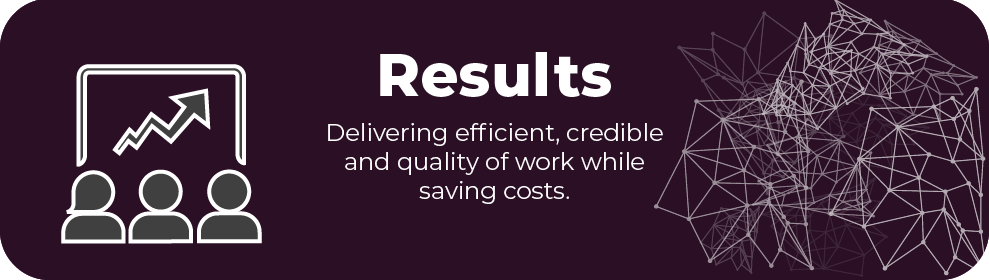 Results
Delivering efficient, credible
and quality of work while
saving costs.